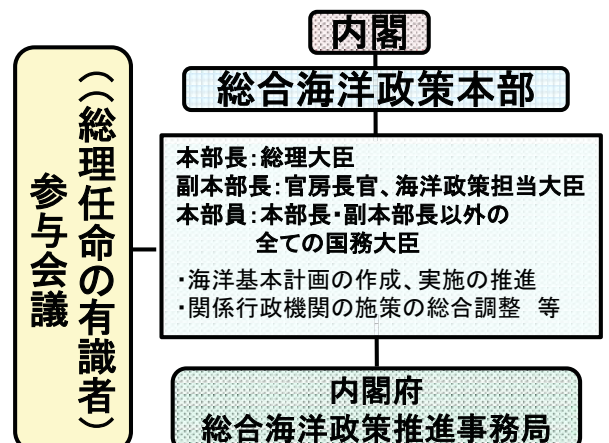 内閣
総合海洋政策本部
本部長：総理大臣
副本部長：官房長官、海洋政策担当大臣
本部員：本部長・副本部長以外の
全ての国務大臣
・海洋基本計画の作成、実施の推進
・関係行政機関の施策の総合調整　等
参与会議
（（総理任命の有識者）
内閣府
総合海洋政策推進事務局